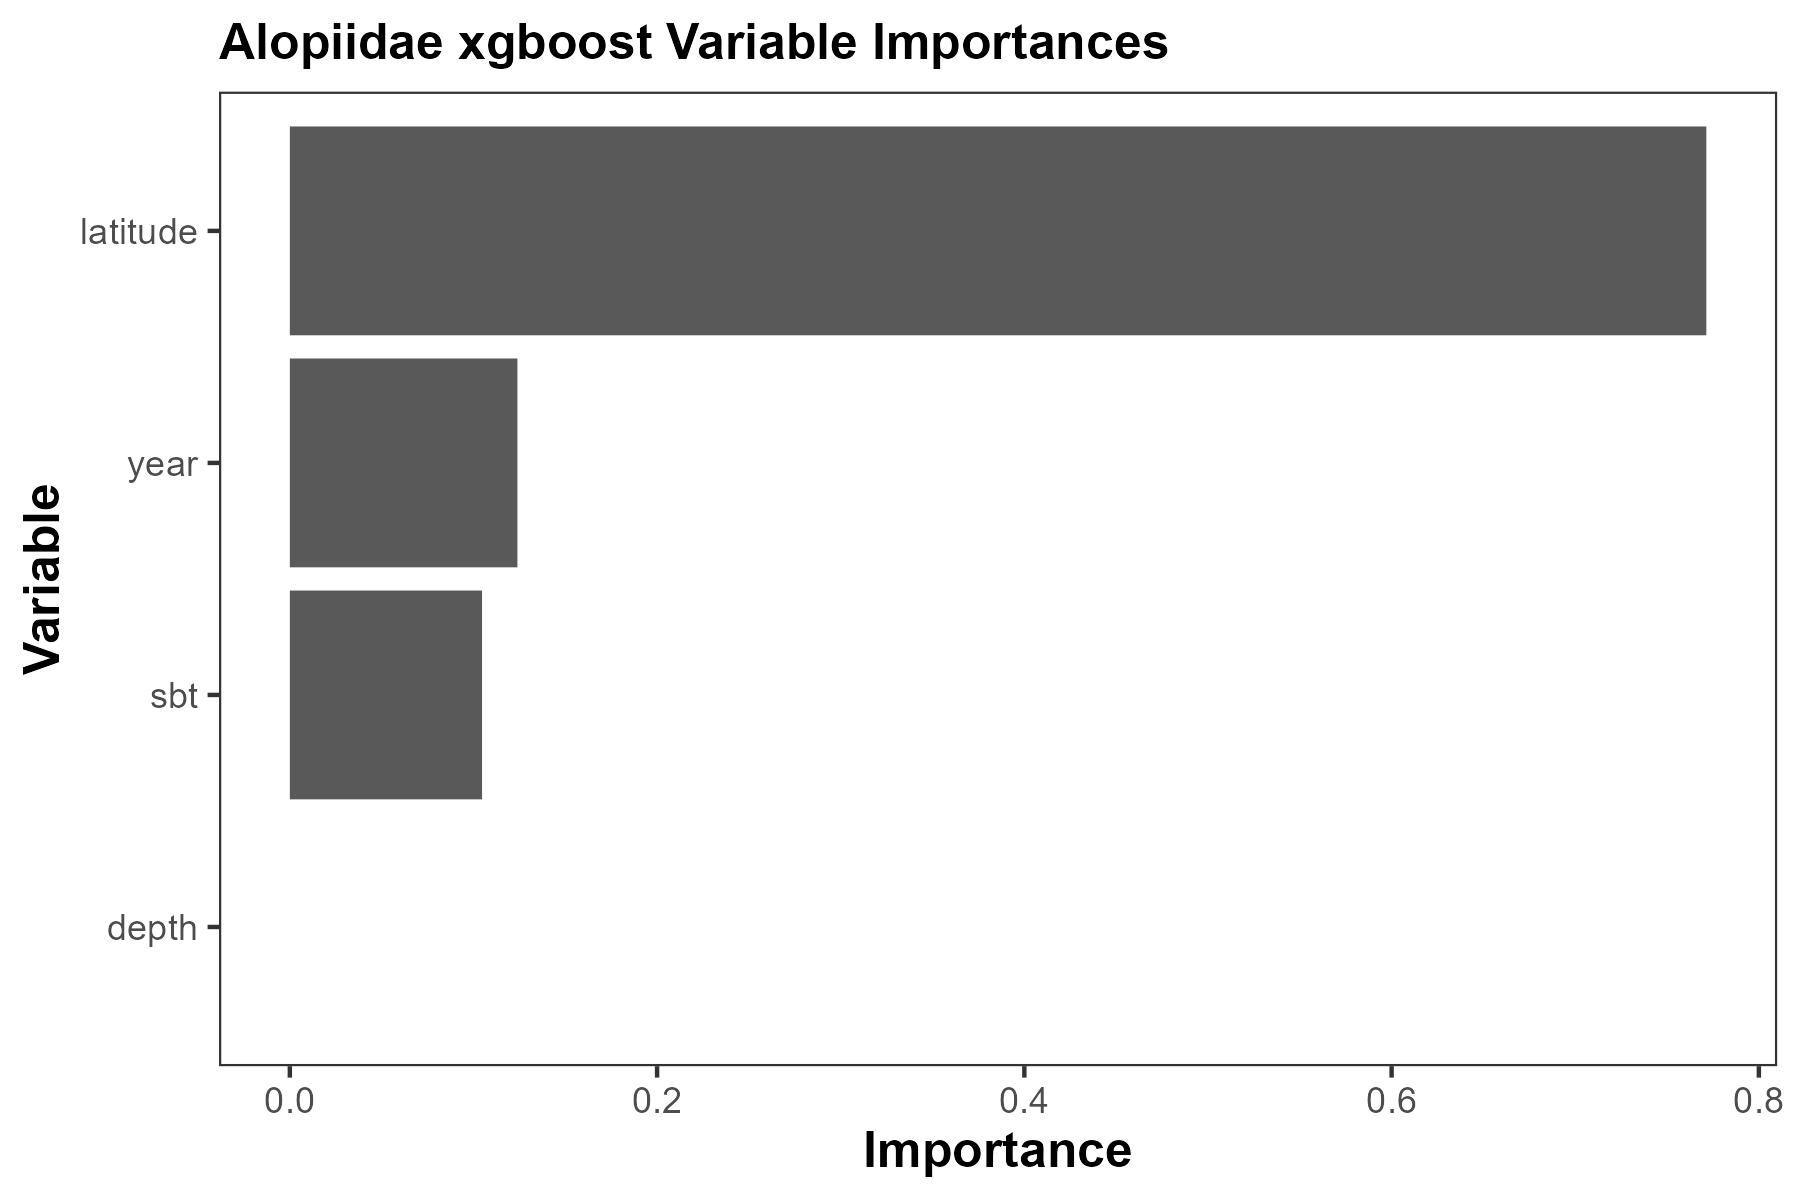 Alopiidae xgboost Variable Importances
Variable
latitude
year
sbt
depth
0.0 0.2 0.4 0.6 0.8
Importance